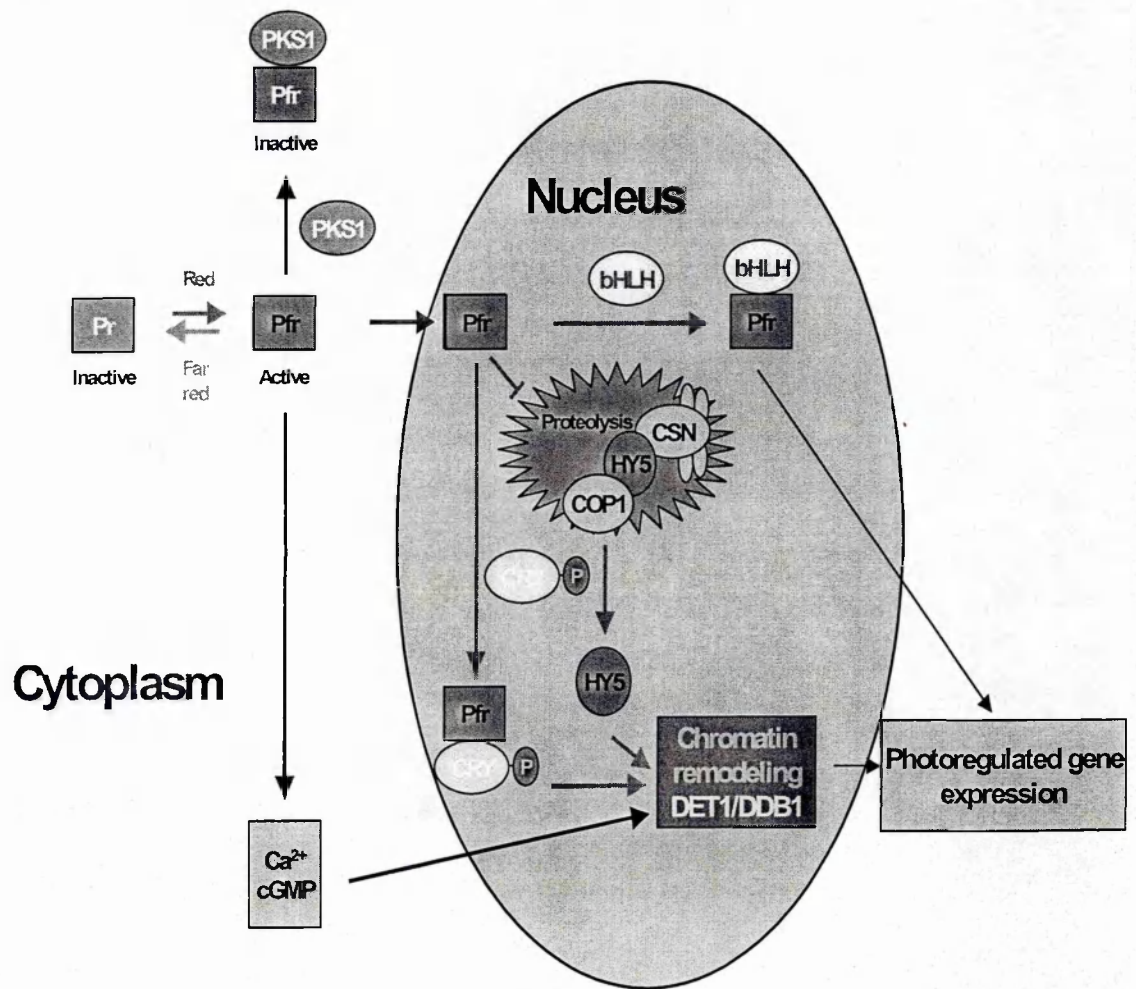 PKS1
Pfr
Inactive
PKS1
Red
Pr
Inactive
Far
red
Pfr
Active
Nucleus
bHLH
bHLH
Pfr
Pfr
Proteolysis
CSN
HY5
COP1
P
HY5
Cytoplasm
Pfr
CRY
P
Chromatin
remodeling
DET1/DDB1
Photoregulated gene
expression
Ca²⁺
cGMP